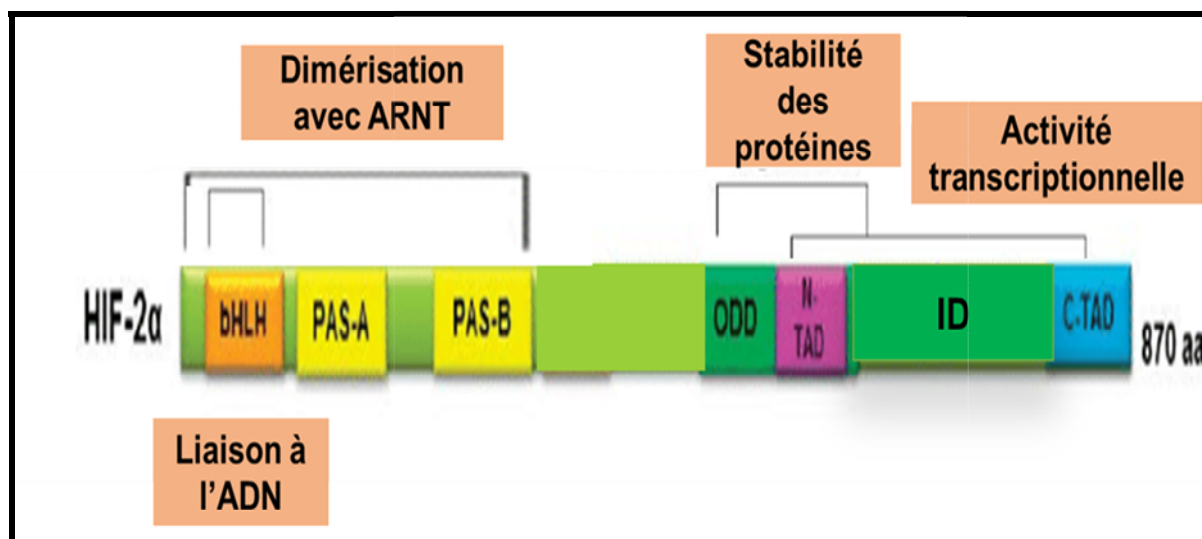 Dimérisation
avec ARNT
Stabilité
des
protéines
Activité
transcriptionnelle
HIF-2α
bHLH
PAS-A
PAS-B
ODD
N-
TAD
ID
C-TAD
870 aa
Liaison à
l’ADN